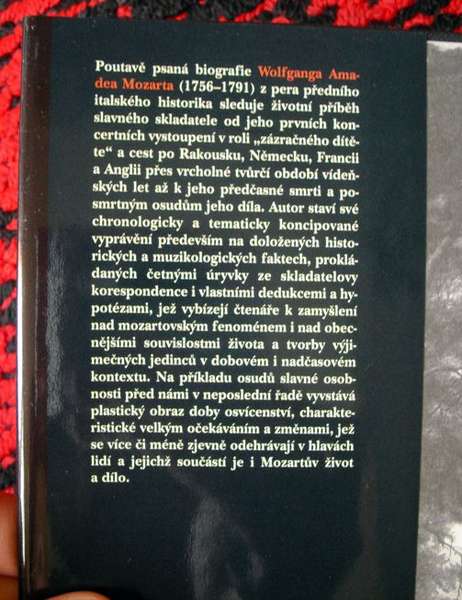 Poutavě psaná biografie Wolfganga Ama-
dea Mozarta (1756–1791) z pera předního
italského historika sleduje životní příběh
slavného skladatele od jeho prvních kon-
certních vystoupení v roli „zázračného dítě-
te“ a cest po Rakousku, Německu, Francii
a Anglii přes vrcholné tvůrčí období vídeň-
ských let až k jeho předčasné smrti a po-
smrtným osudům jeho díla. Autor staví své
chronologicky a tematicky koncipované
vyprávění především na doložených histo-
rických a muzikologických faktech, proklá-
daných četnými úryvky ze skladatelovy
korespondence i vlastními dedukcemi a hy-
potézami, jež vybízejí čtenáře k zamyšlení
nad mozartovským fenoménem i nad obec-
nějšími souvislostmi života a tvorby výji-
mečných jedinců v dobovém i nadčasovém
kontextu. Na příkladu osudů slavné osob-
nosti před námi v neposlední řadě vyvstává
plastický obraz doby osvícenství, charakte-
ristické velkým očekáváním a změnami, jež
se více či méně zjevně odehrávají v hlavách
lidí a jejichž součástí je i Mozartův život
a dílo.